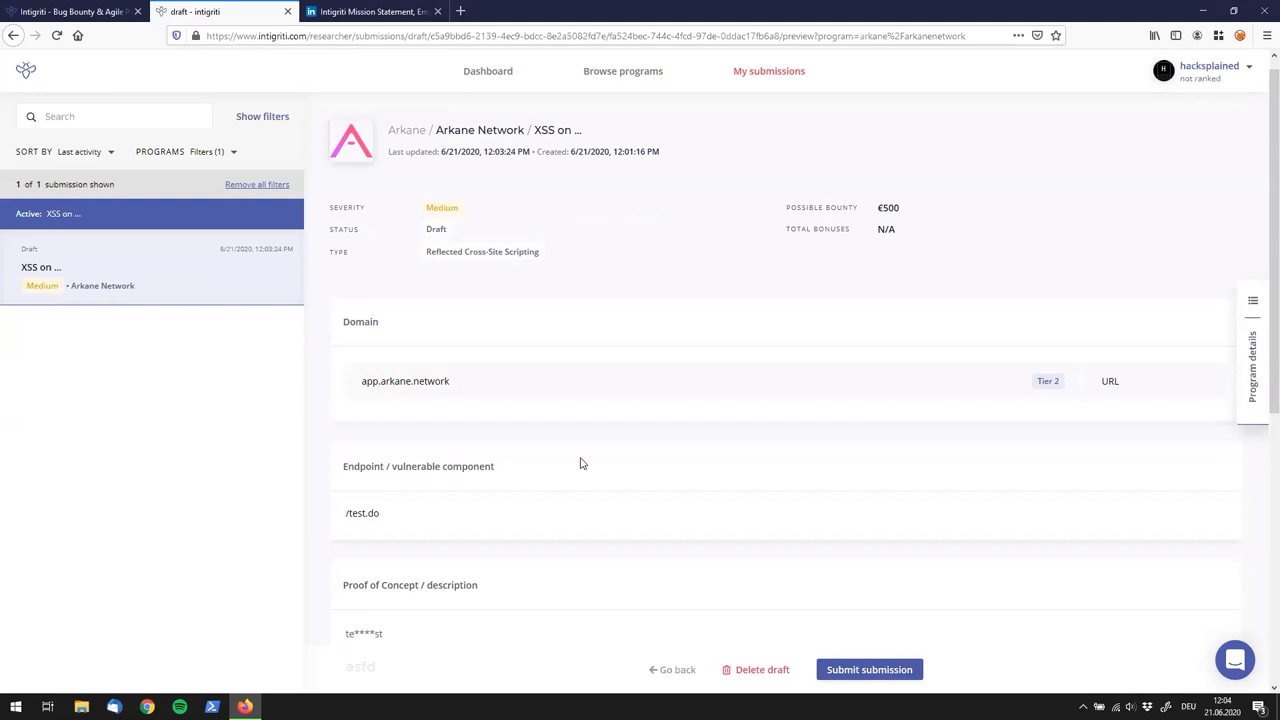 Intigriti - Bug Bounty & Agile P
draft - intigriti
Intigriti Mission Statement, Em
https://www.intigriti.com/researcher/submissions/draft/c5a9bbd6-2139-4ec9-bdcc-8e2a5082fd7e/fa524bec-744c-4fcd-97de-0ddac17fb6a8/preview?program=arkane%2Farkanenetwork
Dashboard
Browse programs
My submissions
H
hacksplained
not ranked
Search
Show filters
SORT BY Last activity
PROGRAMS Filters (1)
1 of 1 submission shown
Remove all filters
Active: XSS on ...
Draft
6/21/2020, 12:03:24 PM
XSS on ...
Medium • Arkane Network
Arkane / Arkane Network / XSS on ...
Last updated: 6/21/2020, 12:03:24 PM • Created: 6/21/2020, 12:01:16 PM
SEVERITY Medium
STATUS Draft
TYPE Reflected Cross-Site Scripting
POSSIBLE BOUNTY €500
TOTAL BONUSES N/A
Domain
app.arkane.network
Tier 2
URL
Program details
Endpoint / vulnerable component
/test.do
Proof of Concept / description
te****st
asfd
Go back
Delete draft
Submit submission
DEU
12:04
21.06.2020
3